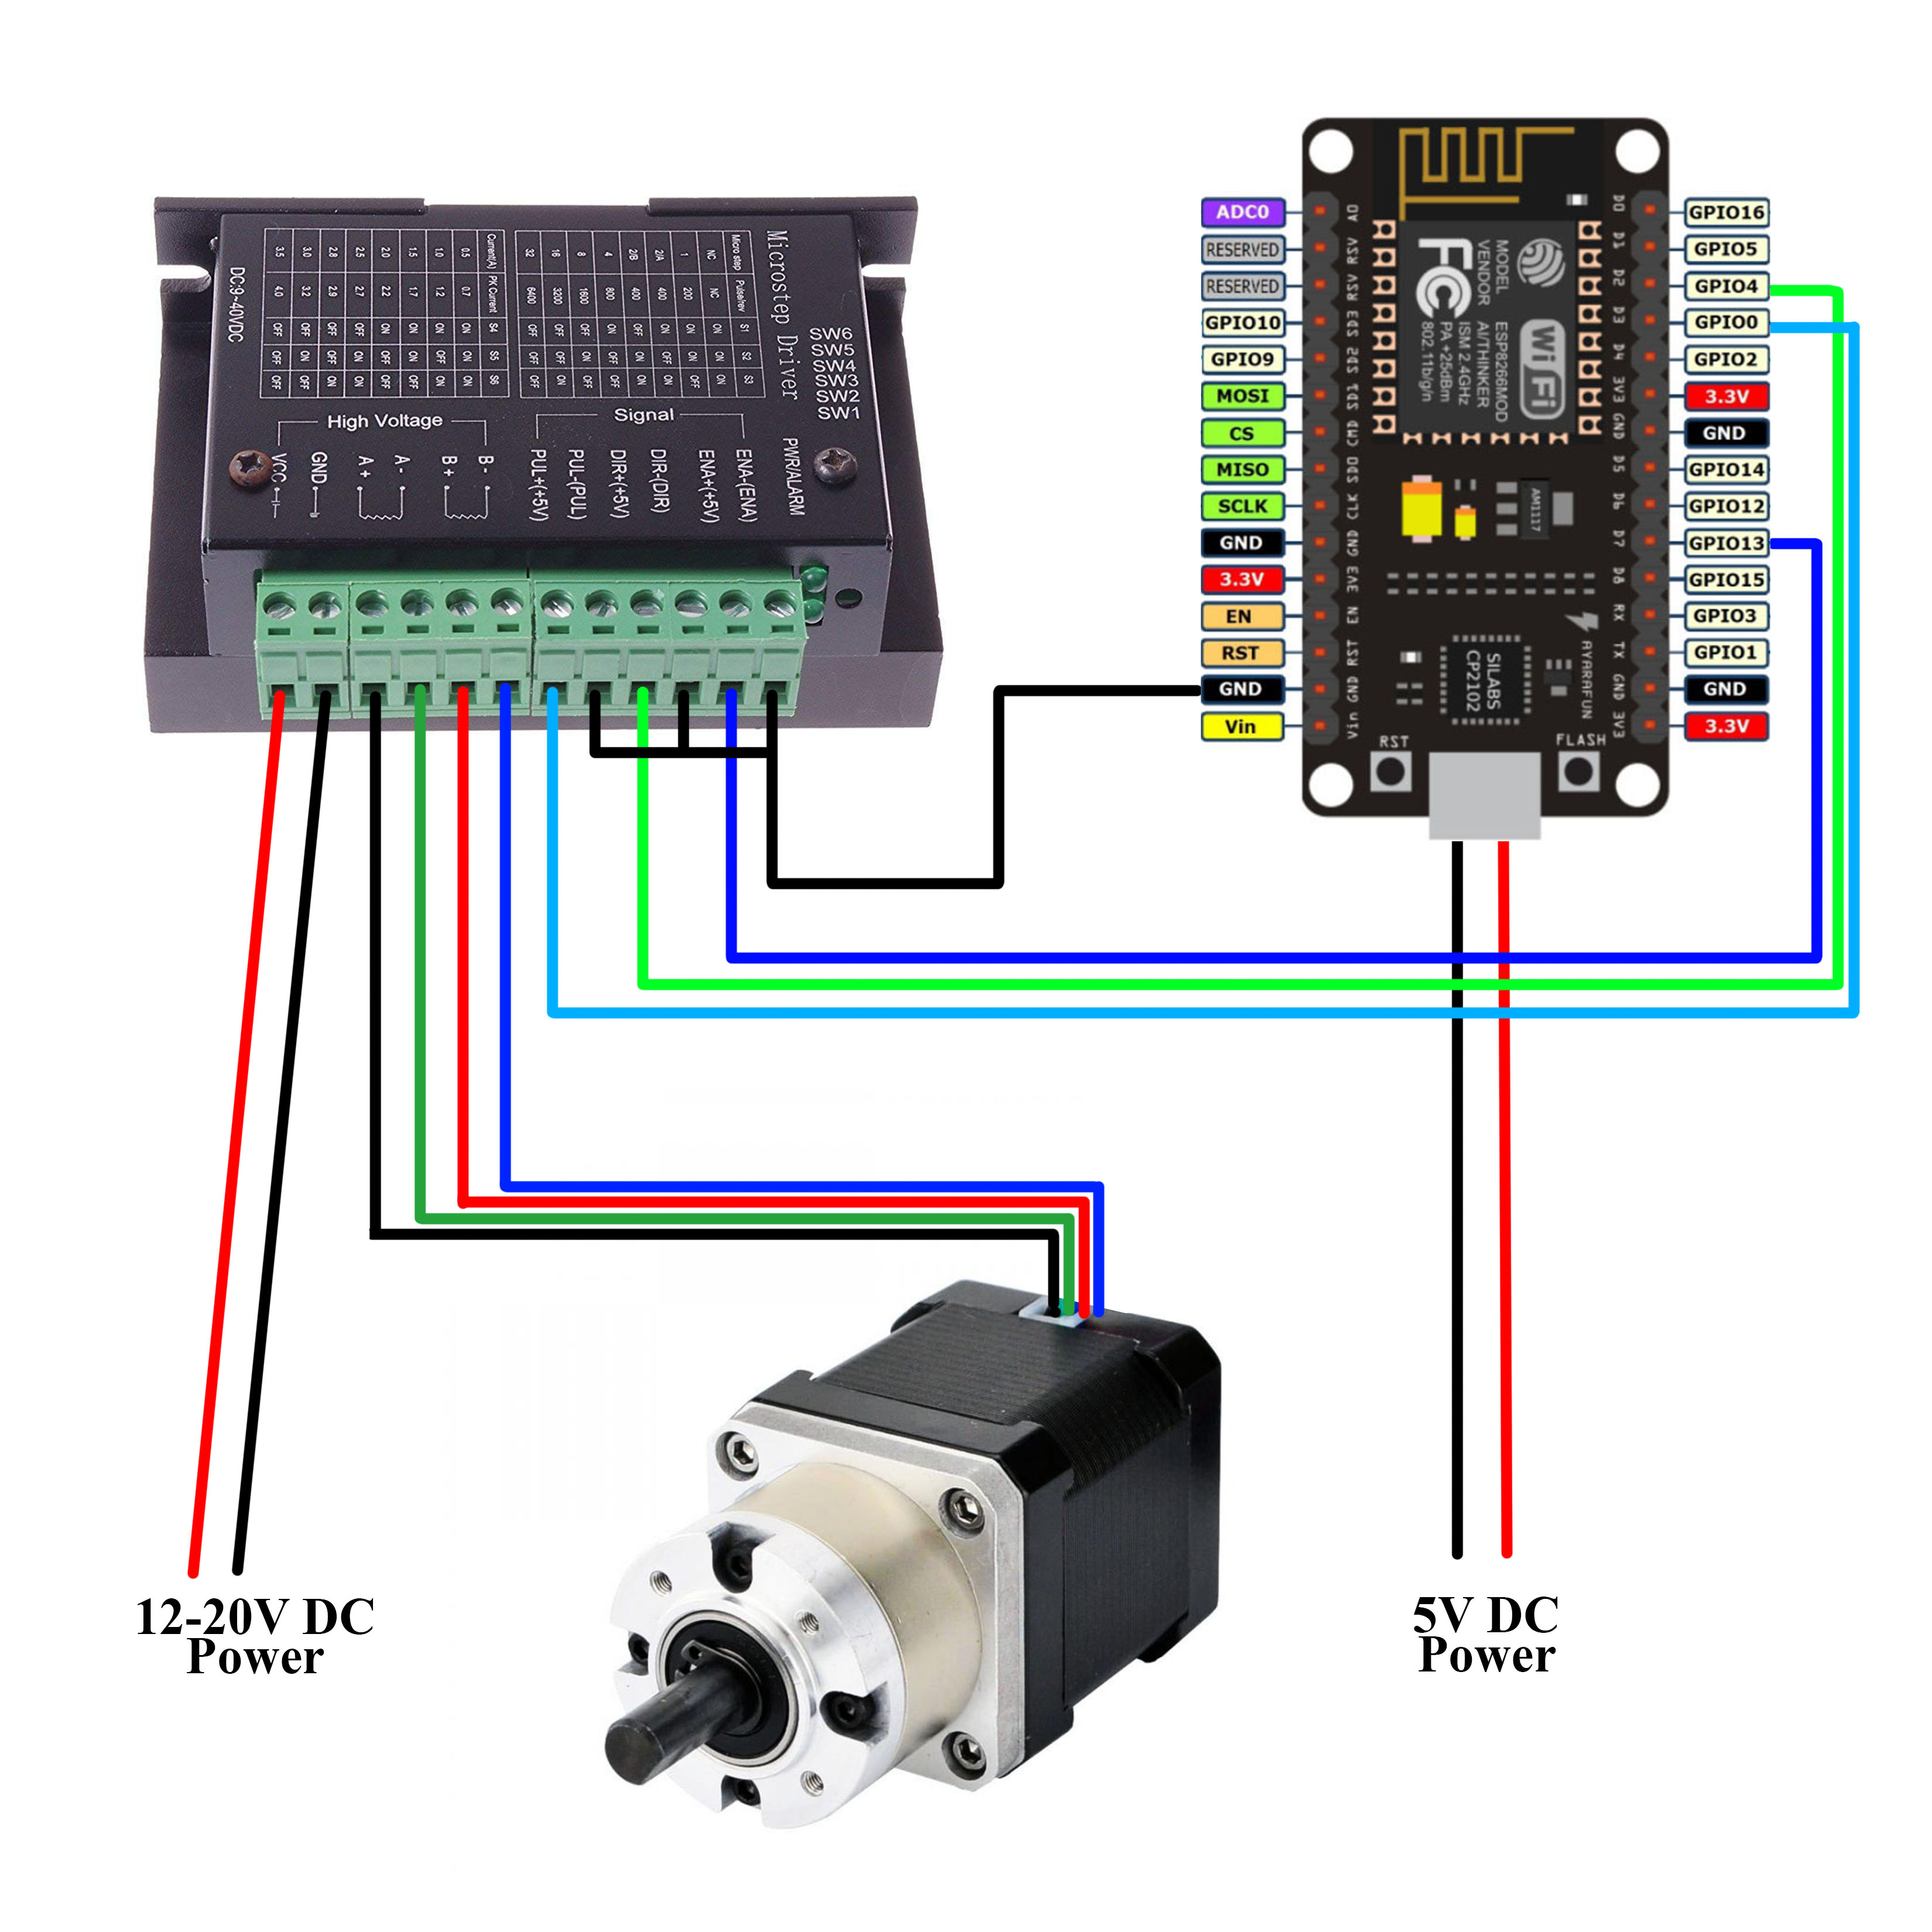 Microstep Driver
Micro step Pulse/rev S1 S2 S3
NC NC ON ON ON
1 200 ON ON OFF
2/A 400 ON OFF ON
2/B 400 OFF ON ON
4 800 ON OFF OFF
8 1600 OFF ON OFF
16 3200 OFF OFF ON
32 6400 OFF OFF OFF
Current(A) PK Current S4 S5 S6
0.5 0.7 ON ON ON
1.0 1.2 ON OFF ON
1.5 1.7 ON ON OFF
2.0 2.2 ON OFF OFF
2.5 2.7 OFF ON ON
2.8 2.9 OFF OFF ON
3.0 3.2 OFF ON OFF
3.5 4.0 OFF OFF OFF
DC:9~40VDC
SW6
SW5
SW4
SW3
SW2
SW1
High Voltage
Signal
VCC
GND
A+
A-
B+
B-
PUL+(+5V)
PUL-(PUL)
DIR+(+5V)
DIR-(DIR)
ENA+(+5V)
ENA-(ENA)
PWR/ALARM
ADC0
RESERVED
RESERVED
GPIO10
GPIO9
MOSI
CS
MISO
SCLK
GND
3.3V
EN
RST
GND
Vin
A0
RSV
RSV
SD3
SD2
SD1
CMD
SD0
CLK
GND
3V3
EN
RST
GND
Vin
MODEL
VENDOR
ESP8266MOD
AI/THINKER
ISM 2.4GHz
PA +25dBm
802.11b/g/n
FC
WiFi
AM1117
SILABS
CP2102
AYARAFUN
RST
FLASH
D0
D1
D2
D3
D4
3V3
GND
D5
D6
D7
D8
RX
TX
GND
3V3
GPIO16
GPIO5
GPIO4
GPIO0
GPIO2
3.3V
GND
GPIO14
GPIO12
GPIO13
GPIO15
GPIO3
GPIO1
GND
3.3V
12-20V DC
Power
5V DC
Power